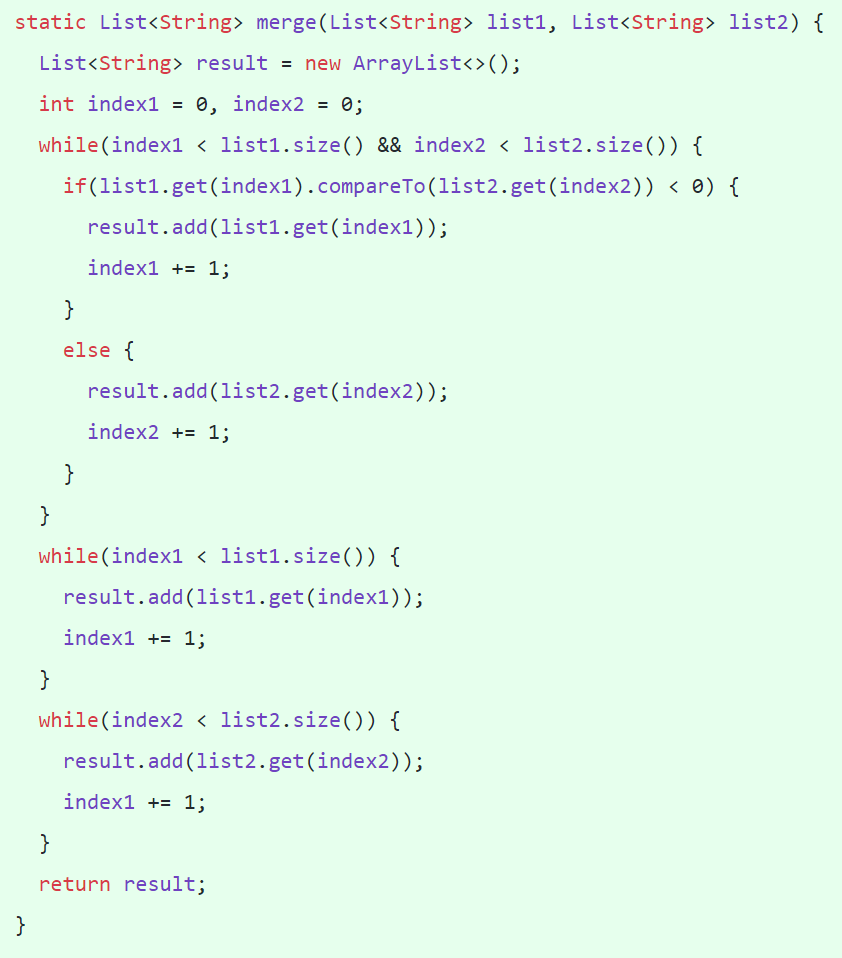 static List<String> merge(List<String> list1, List<String> list2) {
  List<String> result = new ArrayList<>();
  int index1 = 0, index2 = 0;
  while(index1 < list1.size() && index2 < list2.size()) {
    if(list1.get(index1).compareTo(list2.get(index2)) < 0) {
      result.add(list1.get(index1));
      index1 += 1;
    }
    else {
      result.add(list2.get(index2));
      index2 += 1;
    }
  }
  while(index1 < list1.size()) {
    result.add(list1.get(index1));
    index1 += 1;
  }
  while(index2 < list2.size()) {
    result.add(list2.get(index2));
    index1 += 1;
  }
  return result;
}